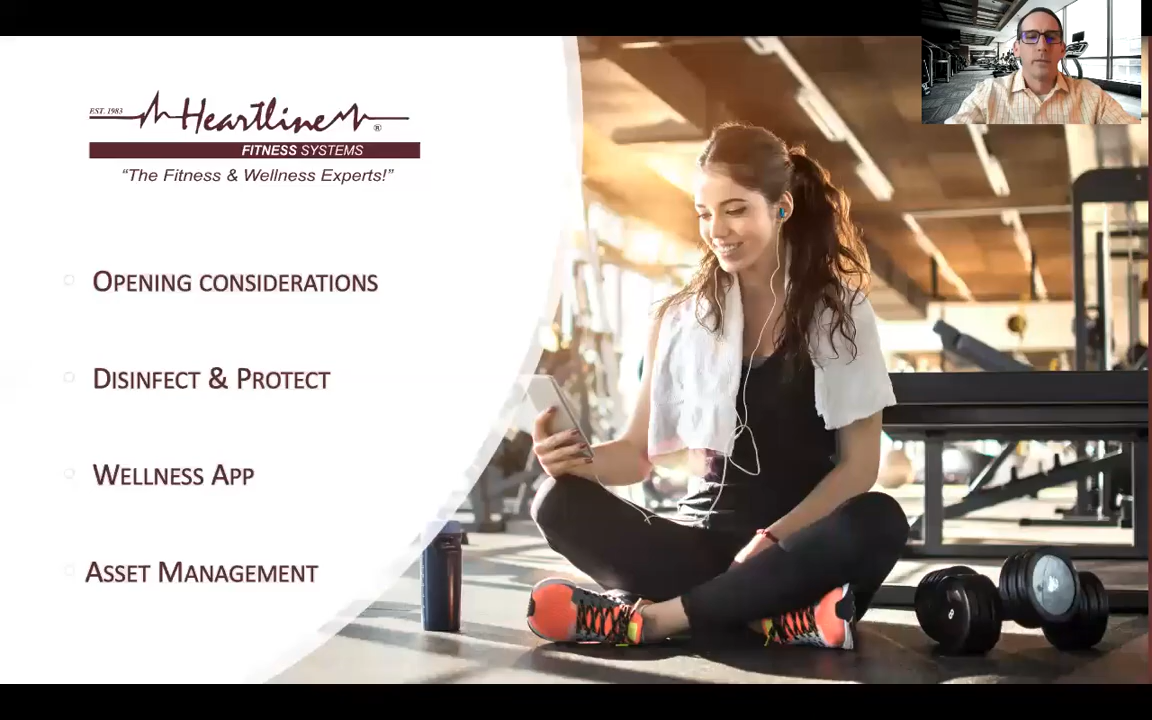 EST. 1983
Heartline®
FITNESS SYSTEMS
“The Fitness & Wellness Experts!”
OPENING CONSIDERATIONS
DISINFECT & PROTECT
WELLNESS APP
ASSET MANAGEMENT